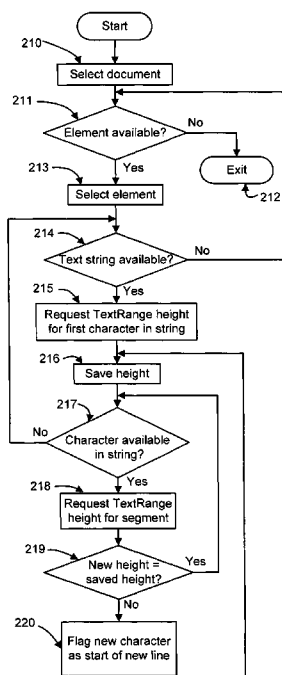 Start
210
Select document
211
Element available?
No
Yes
Exit
212
213
Select element
214
Text string available?
No
Yes
215
Request TextRange height
for first character in string
216
Save height
217
Character available
in string?
No
Yes
218
Request TextRange
height for segment
219
New height =
saved height?
Yes
No
220
Flag new character
as start of new line